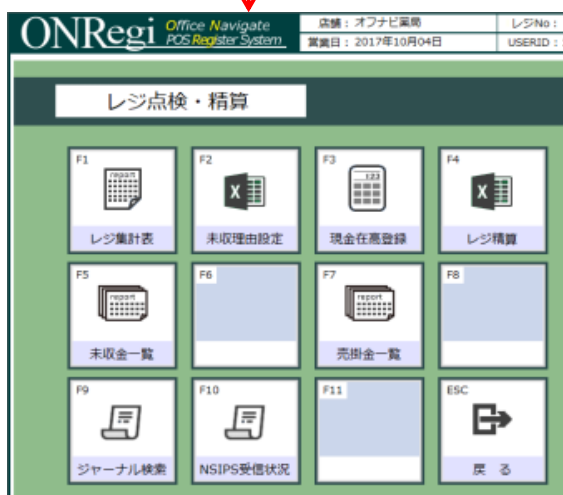 ONRegi Office Navigate
POS Register System
店舗：オフナビ薬局
レジNo：
営業日：2017年10月04日
USERID：
レジ点検・精算
F1
report
レジ集計表
F2
X
未収理由設定
F3
123
現金在高登録
F4
X
レジ精算
F5
report
未収金一覧
F6
F7
report
売掛金一覧
F8
F9
ジャーナル検索
F10
NSIPS受信状況
F11
ESC
戻 る